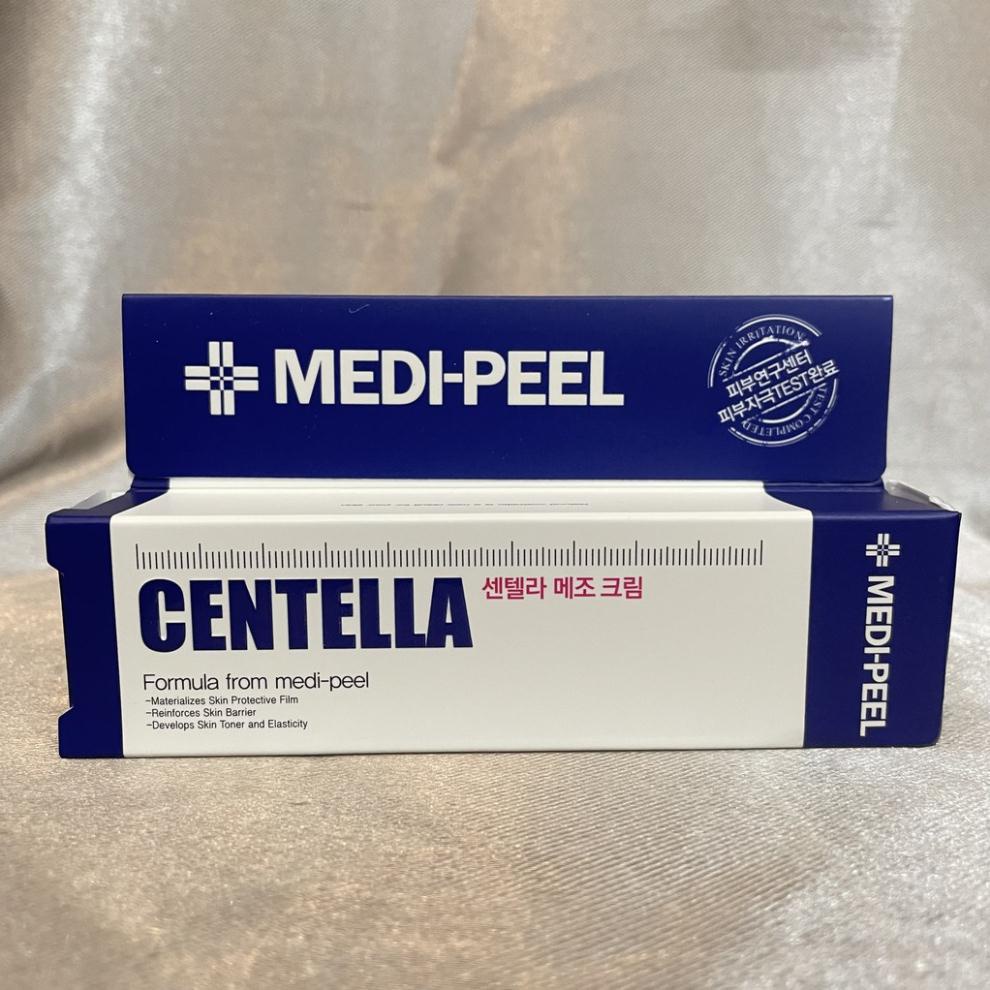 MEDI-PEEL
SKIN IRRITATION
피부연구센터
피부자극TEST완료
TEST COMPLETED
CENTELLA 센텔라 메조 크림
Formula from medi-peel
-Materializes Skin Protective Film
-Reinforces Skin Barrier
-Develops Skin Toner and Elasticity
MEDI-PEEL